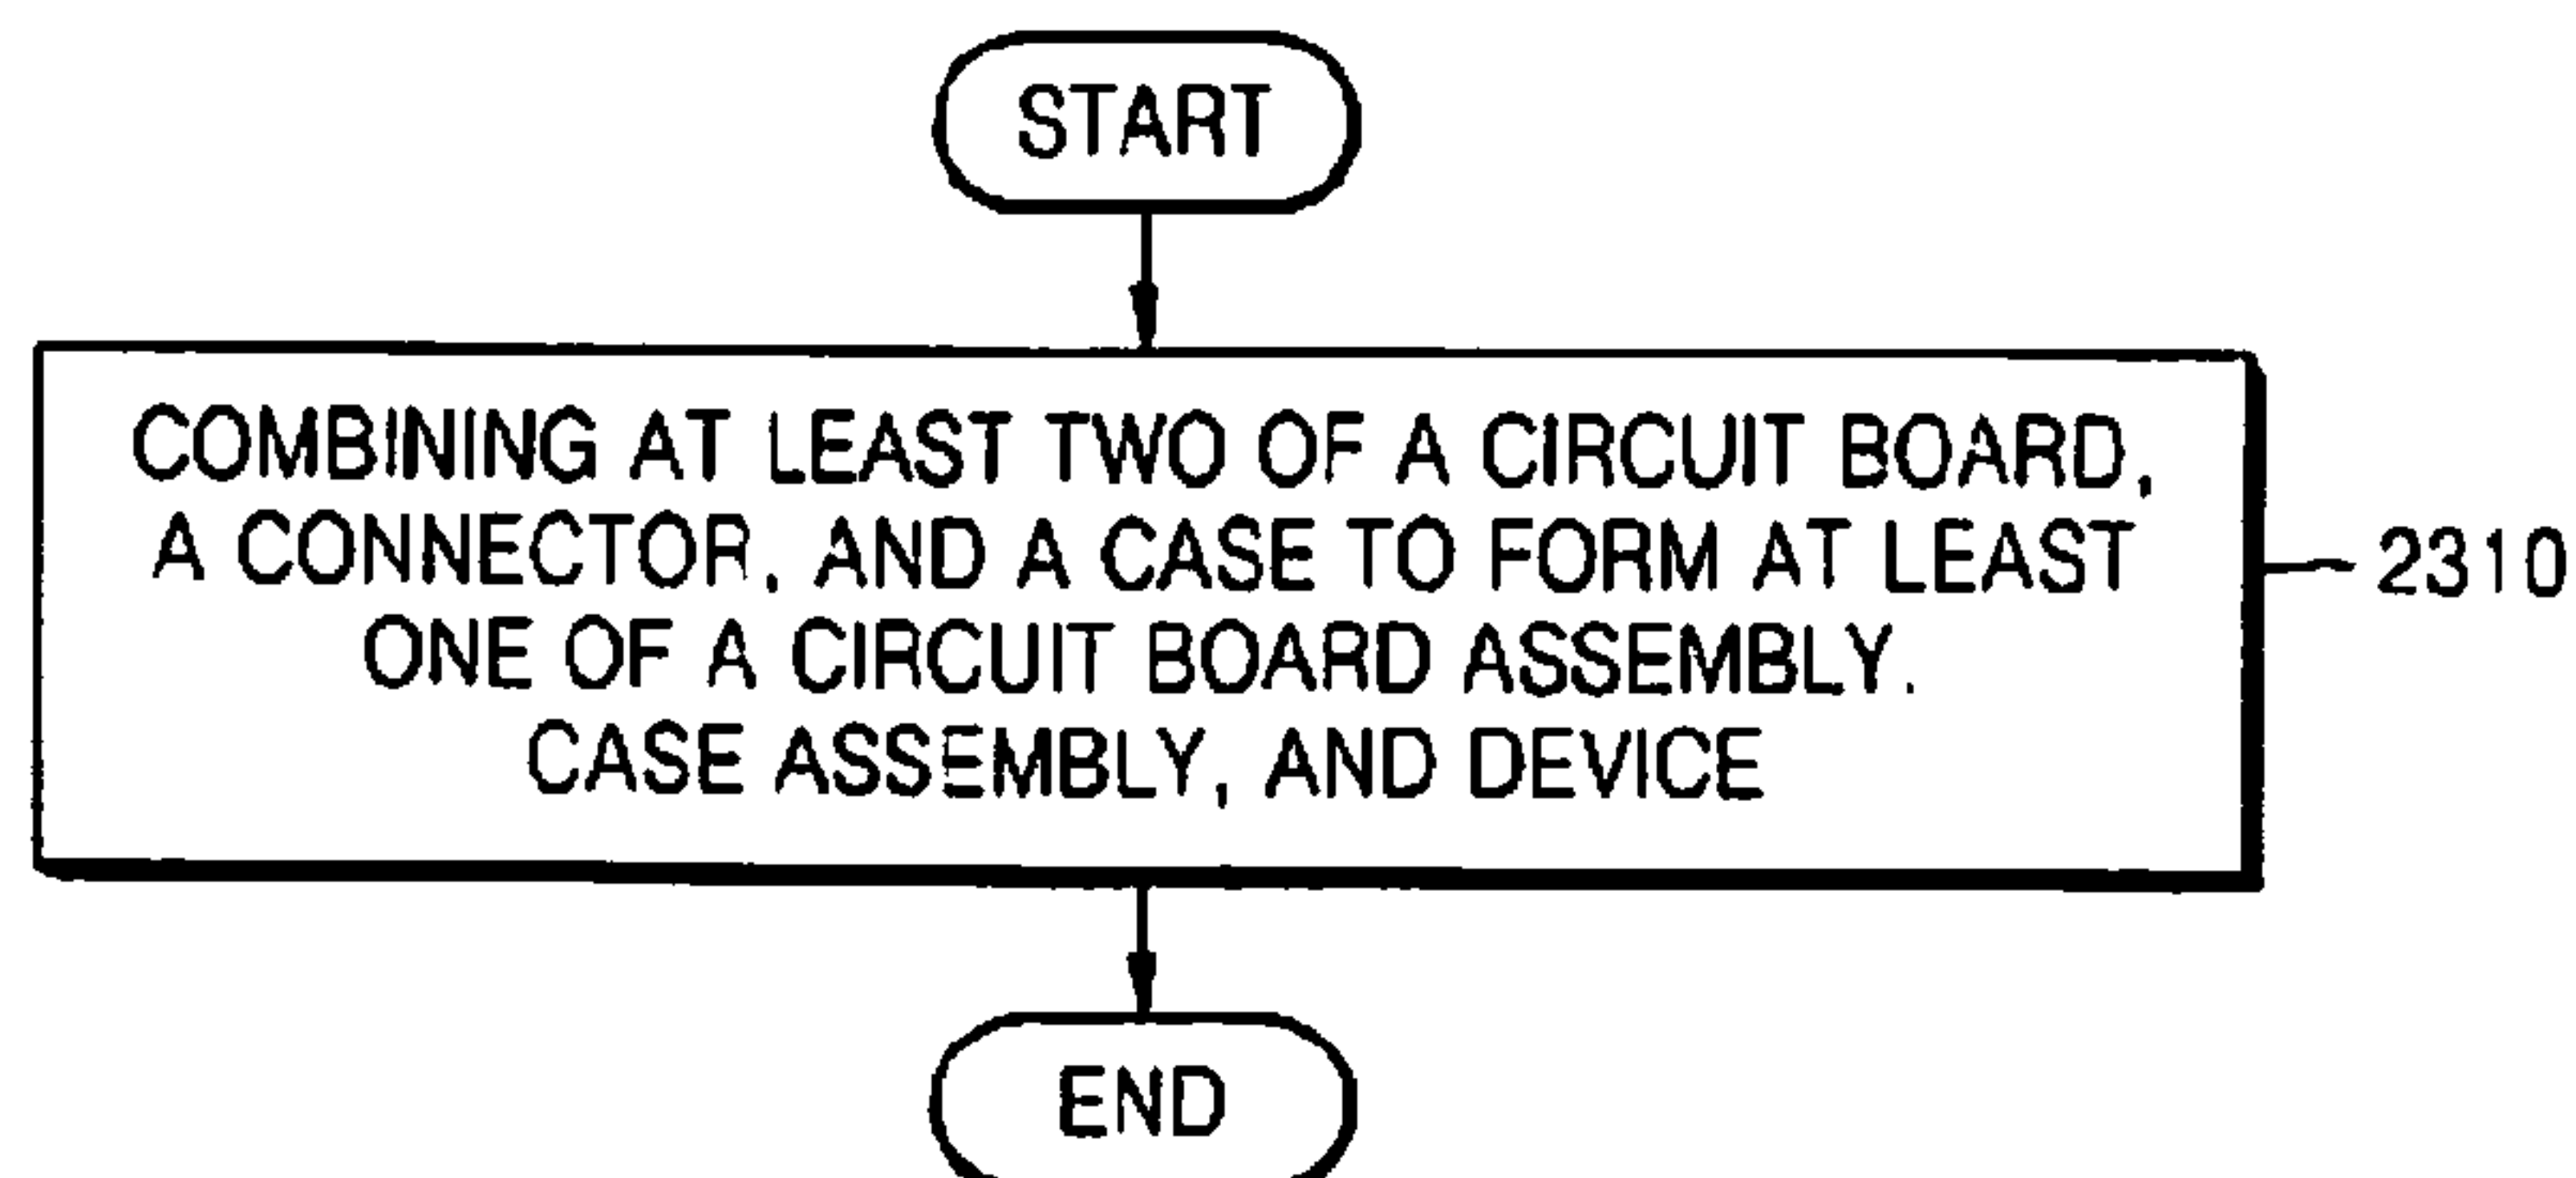 START
COMBINING AT LEAST TWO OF A CIRCUIT BOARD,
A CONNECTOR, AND A CASE TO FORM AT LEAST
ONE OF A CIRCUIT BOARD ASSEMBLY.
CASE ASSEMBLY, AND DEVICE
2310
END